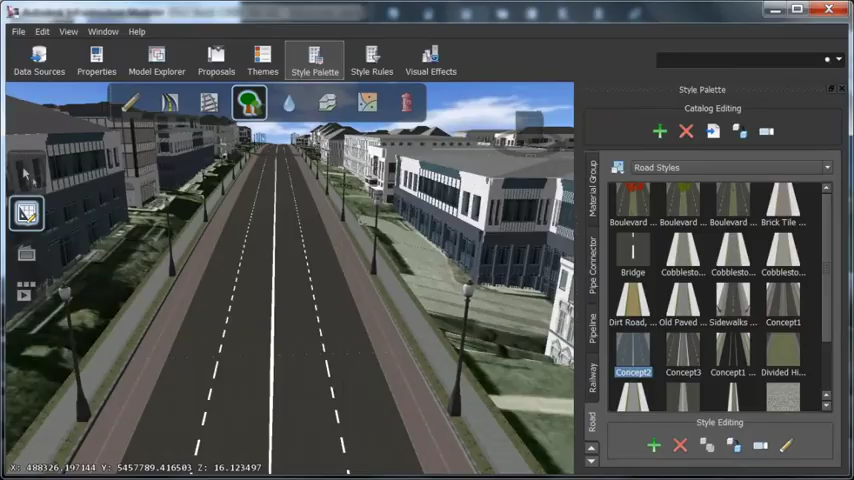 File Edit View Window Help
Data Sources Properties Model Explorer Proposals Themes Style Palette Style Rules Visual Effects
Style Palette
Catalog Editing
Road Styles
Material Group
Pipe Connector
Pipeline
Railway
Road
Boulevard ... Boulevard ... Boulevard ... Brick Tile ...
Bridge Cobblesto... Cobblesto... Cobblesto...
Dirt Road, ... Old Paved ... Sidewalks ... Concept1
Concept2 Concept3 Concept1 ... Divided Hi...
Style Editing
X: 488326.197144 Y: 5457789.416503 Z: 16.123497